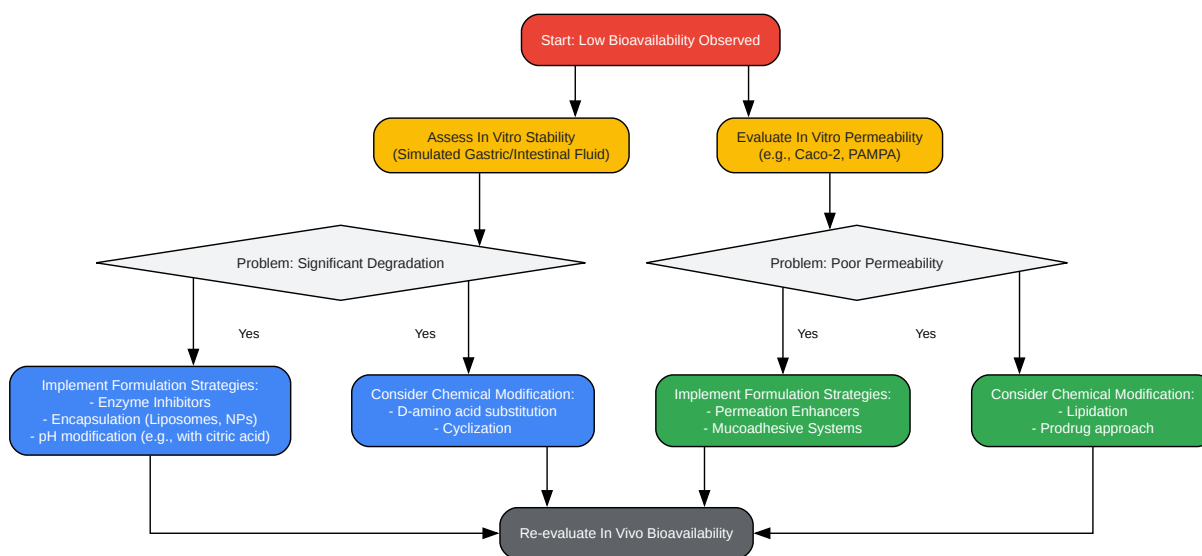 Start: Low Bioavailability Observed
Assess In Vitro Stability
(Simulated Gastric/Intestinal Fluid)
Evaluate In Vitro Permeability
(e.g., Caco-2, PAMPA)
Problem: Significant Degradation
Problem: Poor Permeability
Yes
Yes
Yes
Yes
Implement Formulation Strategies:
- Enzyme Inhibitors
- Encapsulation (Liposomes, NPs)
- pH modification (e.g., with citric acid)
Consider Chemical Modification:
- D-amino acid substitution
- Cyclization
Implement Formulation Strategies:
- Permeation Enhancers
- Mucoadhesive Systems
Consider Chemical Modification:
- Lipidation
- Prodrug approach
Re-evaluate In Vivo Bioavailability